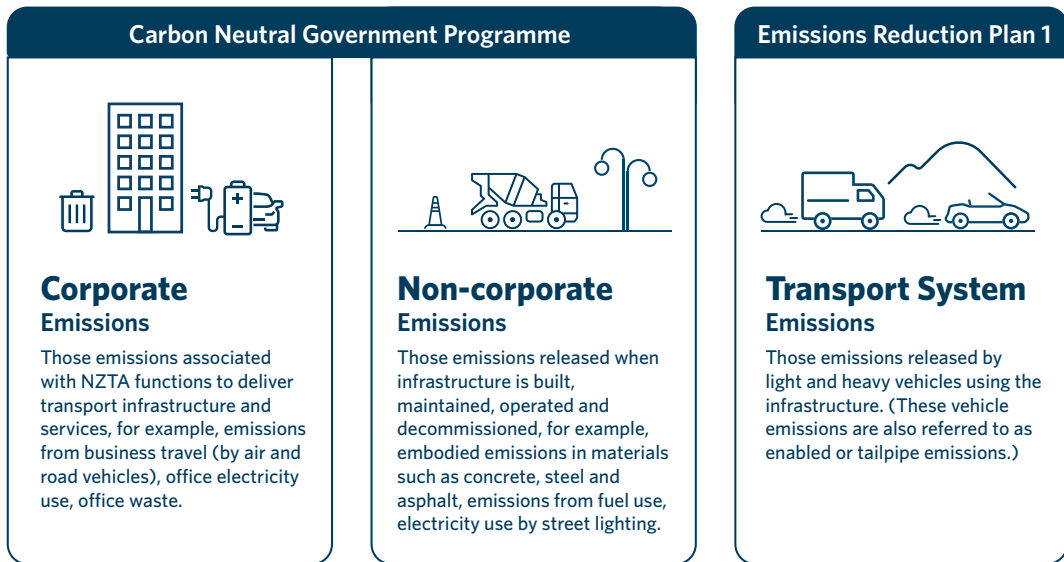 Carbon Neutral Government Programme
Emissions Reduction Plan 1
Corporate
Emissions
Those emissions associated
with NZTA functions to deliver
transport infrastructure and
services, for example, emissions
from business travel (by air and
road vehicles), office electricity
use, office waste.
Non-corporate
Emissions
Those emissions released when
infrastructure is built,
maintained, operated and
decommissioned, for example,
embodied emissions in materials
such as concrete, steel and
asphalt, emissions from fuel use,
electricity use by street lighting.
Transport System
Emissions
Those emissions released by
light and heavy vehicles using the
infrastructure. (These vehicle
emissions are also referred to as
enabled or tailpipe emissions.)